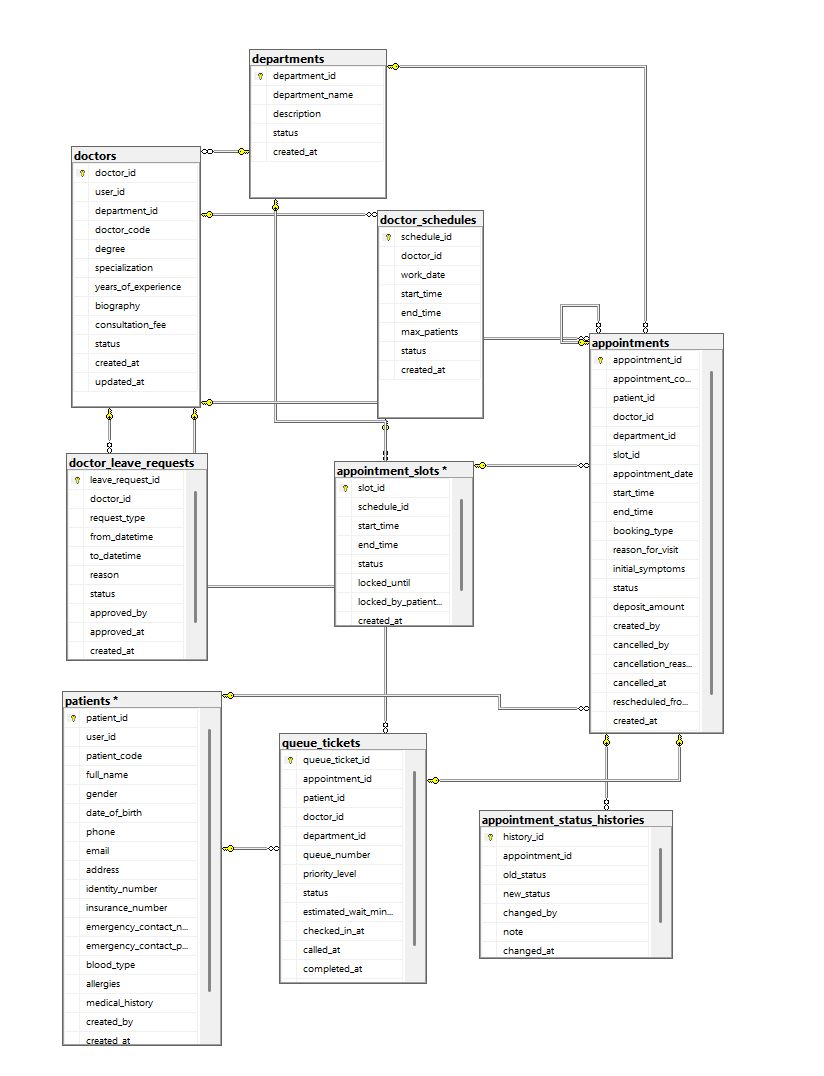 departments
department_id
department_name
description
status
created_at
doctors
doctor_id
user_id
department_id
doctor_code
degree
specialization
years_of_experience
biography
consultation_fee
status
created_at
updated_at
doctor_schedules
schedule_id
doctor_id
work_date
start_time
end_time
max_patients
status
created_at
appointments
appointment_id
appointment_co...
patient_id
doctor_id
department_id
slot_id
appointment_date
start_time
end_time
booking_type
reason_for_visit
initial_symptoms
status
deposit_amount
created_by
cancelled_by
cancellation_reas...
cancelled_at
rescheduled_fro...
created_at
doctor_leave_requests
leave_request_id
doctor_id
request_type
from_datetime
to_datetime
reason
status
approved_by
approved_at
created_at
appointment_slots *
slot_id
schedule_id
start_time
end_time
status
locked_until
locked_by_patient...
created_at
patients *
patient_id
user_id
patient_code
full_name
gender
date_of_birth
phone
email
address
identity_number
insurance_number
emergency_contact_n...
emergency_contact_p...
blood_type
allergies
medical_history
created_by
created_at
queue_tickets
queue_ticket_id
appointment_id
patient_id
doctor_id
department_id
queue_number
priority_level
status
estimated_wait_min...
checked_in_at
called_at
completed_at
appointment_status_histories
history_id
appointment_id
old_status
new_status
changed_by
note
changed_at